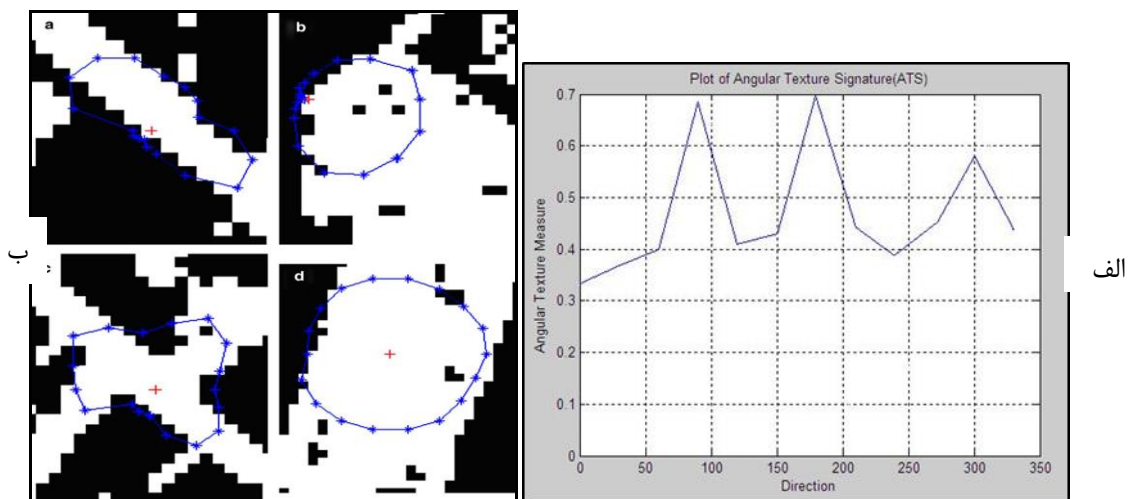 a
b
d
ب
الف
Plot of Angular Texture Signature(ATS)
Angular Texture Measure
0.7
0.6
0.5
0.4
0.3
0.2
0.1
0
0 50 100 150 200 250 300 350
Direction